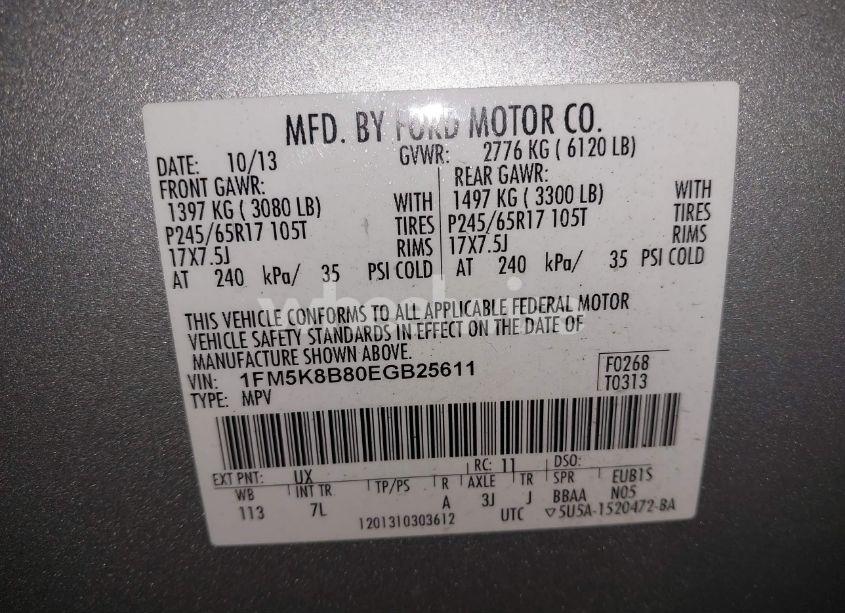 MFD. BY FORD MOTOR CO.
DATE: 10/13 GVWR: 2776 KG ( 6120 LB)
FRONT GAWR: REAR GAWR:
1397 KG ( 3080 LB) WITH 1497 KG ( 3300 LB) WITH
P245/65R17 105T TIRES P245/65R17 105T TIRES
17X7.5J RIMS 17X7.5J RIMS
AT 240 kPa/ 35 PSI COLD AT 240 kPa/ 35 PSI COLD
THIS VEHICLE CONFORMS TO ALL APPLICABLE FEDERAL MOTOR
VEHICLE SAFETY STANDARDS IN EFFECT ON THE DATE OF
MANUFACTURE SHOWN ABOVE.
VIN: 1FM5K8B80EGB25611 F0268
TYPE: MPV T0313
EXT PNT: UX RC: 11 DSO:
WB INT TR TP/PS R AXLE TR SPR EUB1S
113 7L A 3J J BBAA N05
1201310303612 UTC ▽5U5A-1520472-BA